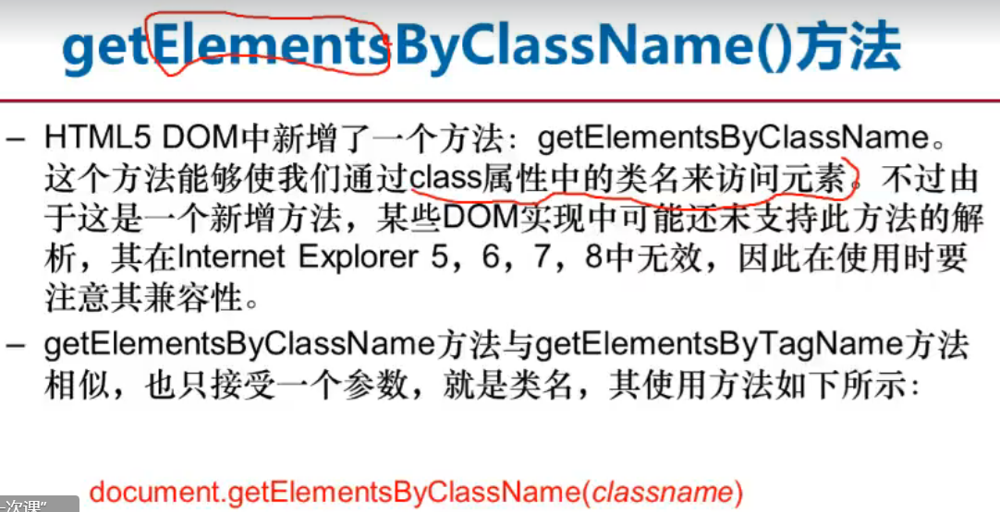 getElementsByClassName()方法
– HTML5 DOM中新增了一个方法：getElementsByClassName。
这个方法能够使我们通过class属性中的类名来访问元素。不过由
于这是一个新增方法，某些DOM实现中可能还未支持此方法的解
析，其在Internet Explorer 5，6，7，8中无效，因此在使用时要
注意其兼容性。
– getElementsByClassName方法与getElementsByTagName方法
相似，也只接受一个参数，就是类名，其使用方法如下所示：
document.getElementsByClassName(classname)
一次课”